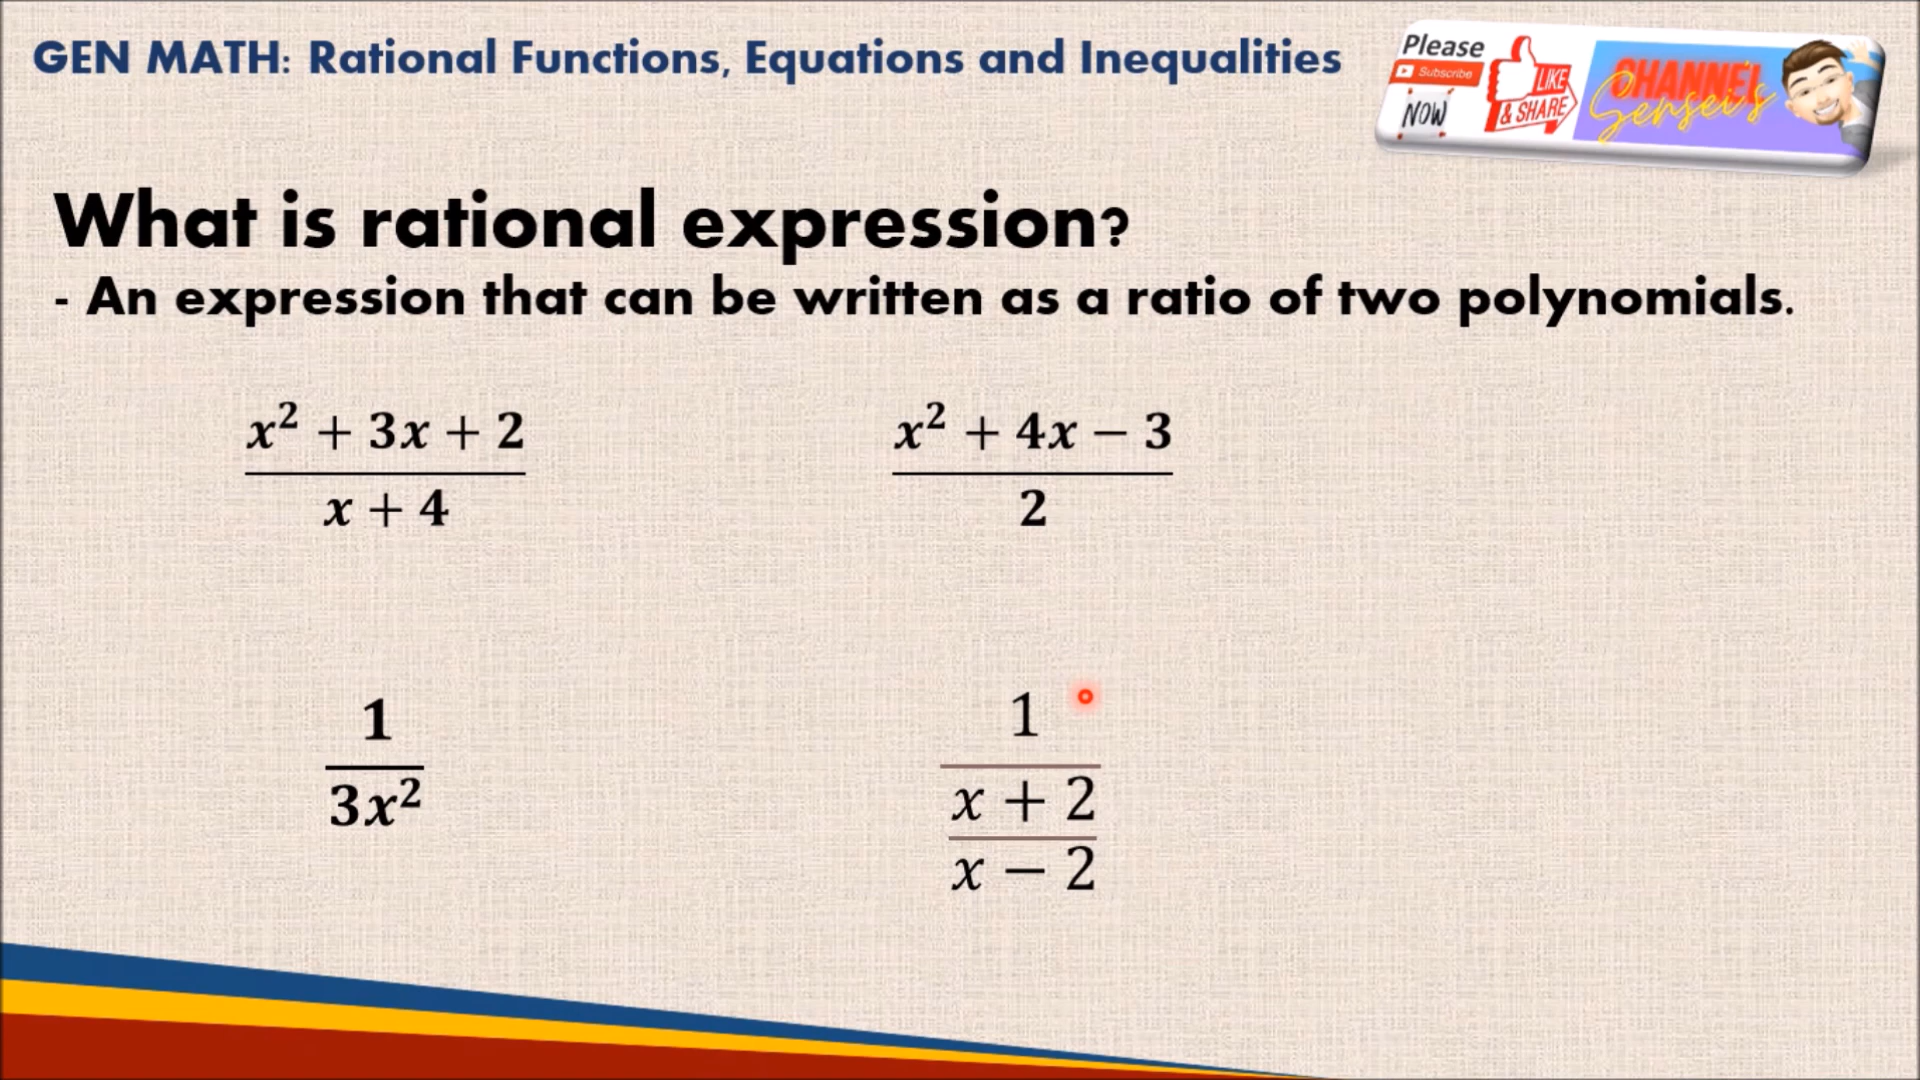 GEN MATH: Rational Functions, Equations and Inequalities
Please
Subscribe
NOW
LIKE
& SHARE
CHANNEL
Sensei's
What is rational expression?
- An expression that can be written as a ratio of two polynomials.
x² + 3x + 2
x + 4
x² + 4x − 3
2
1
3x²
1
x + 2
x − 2